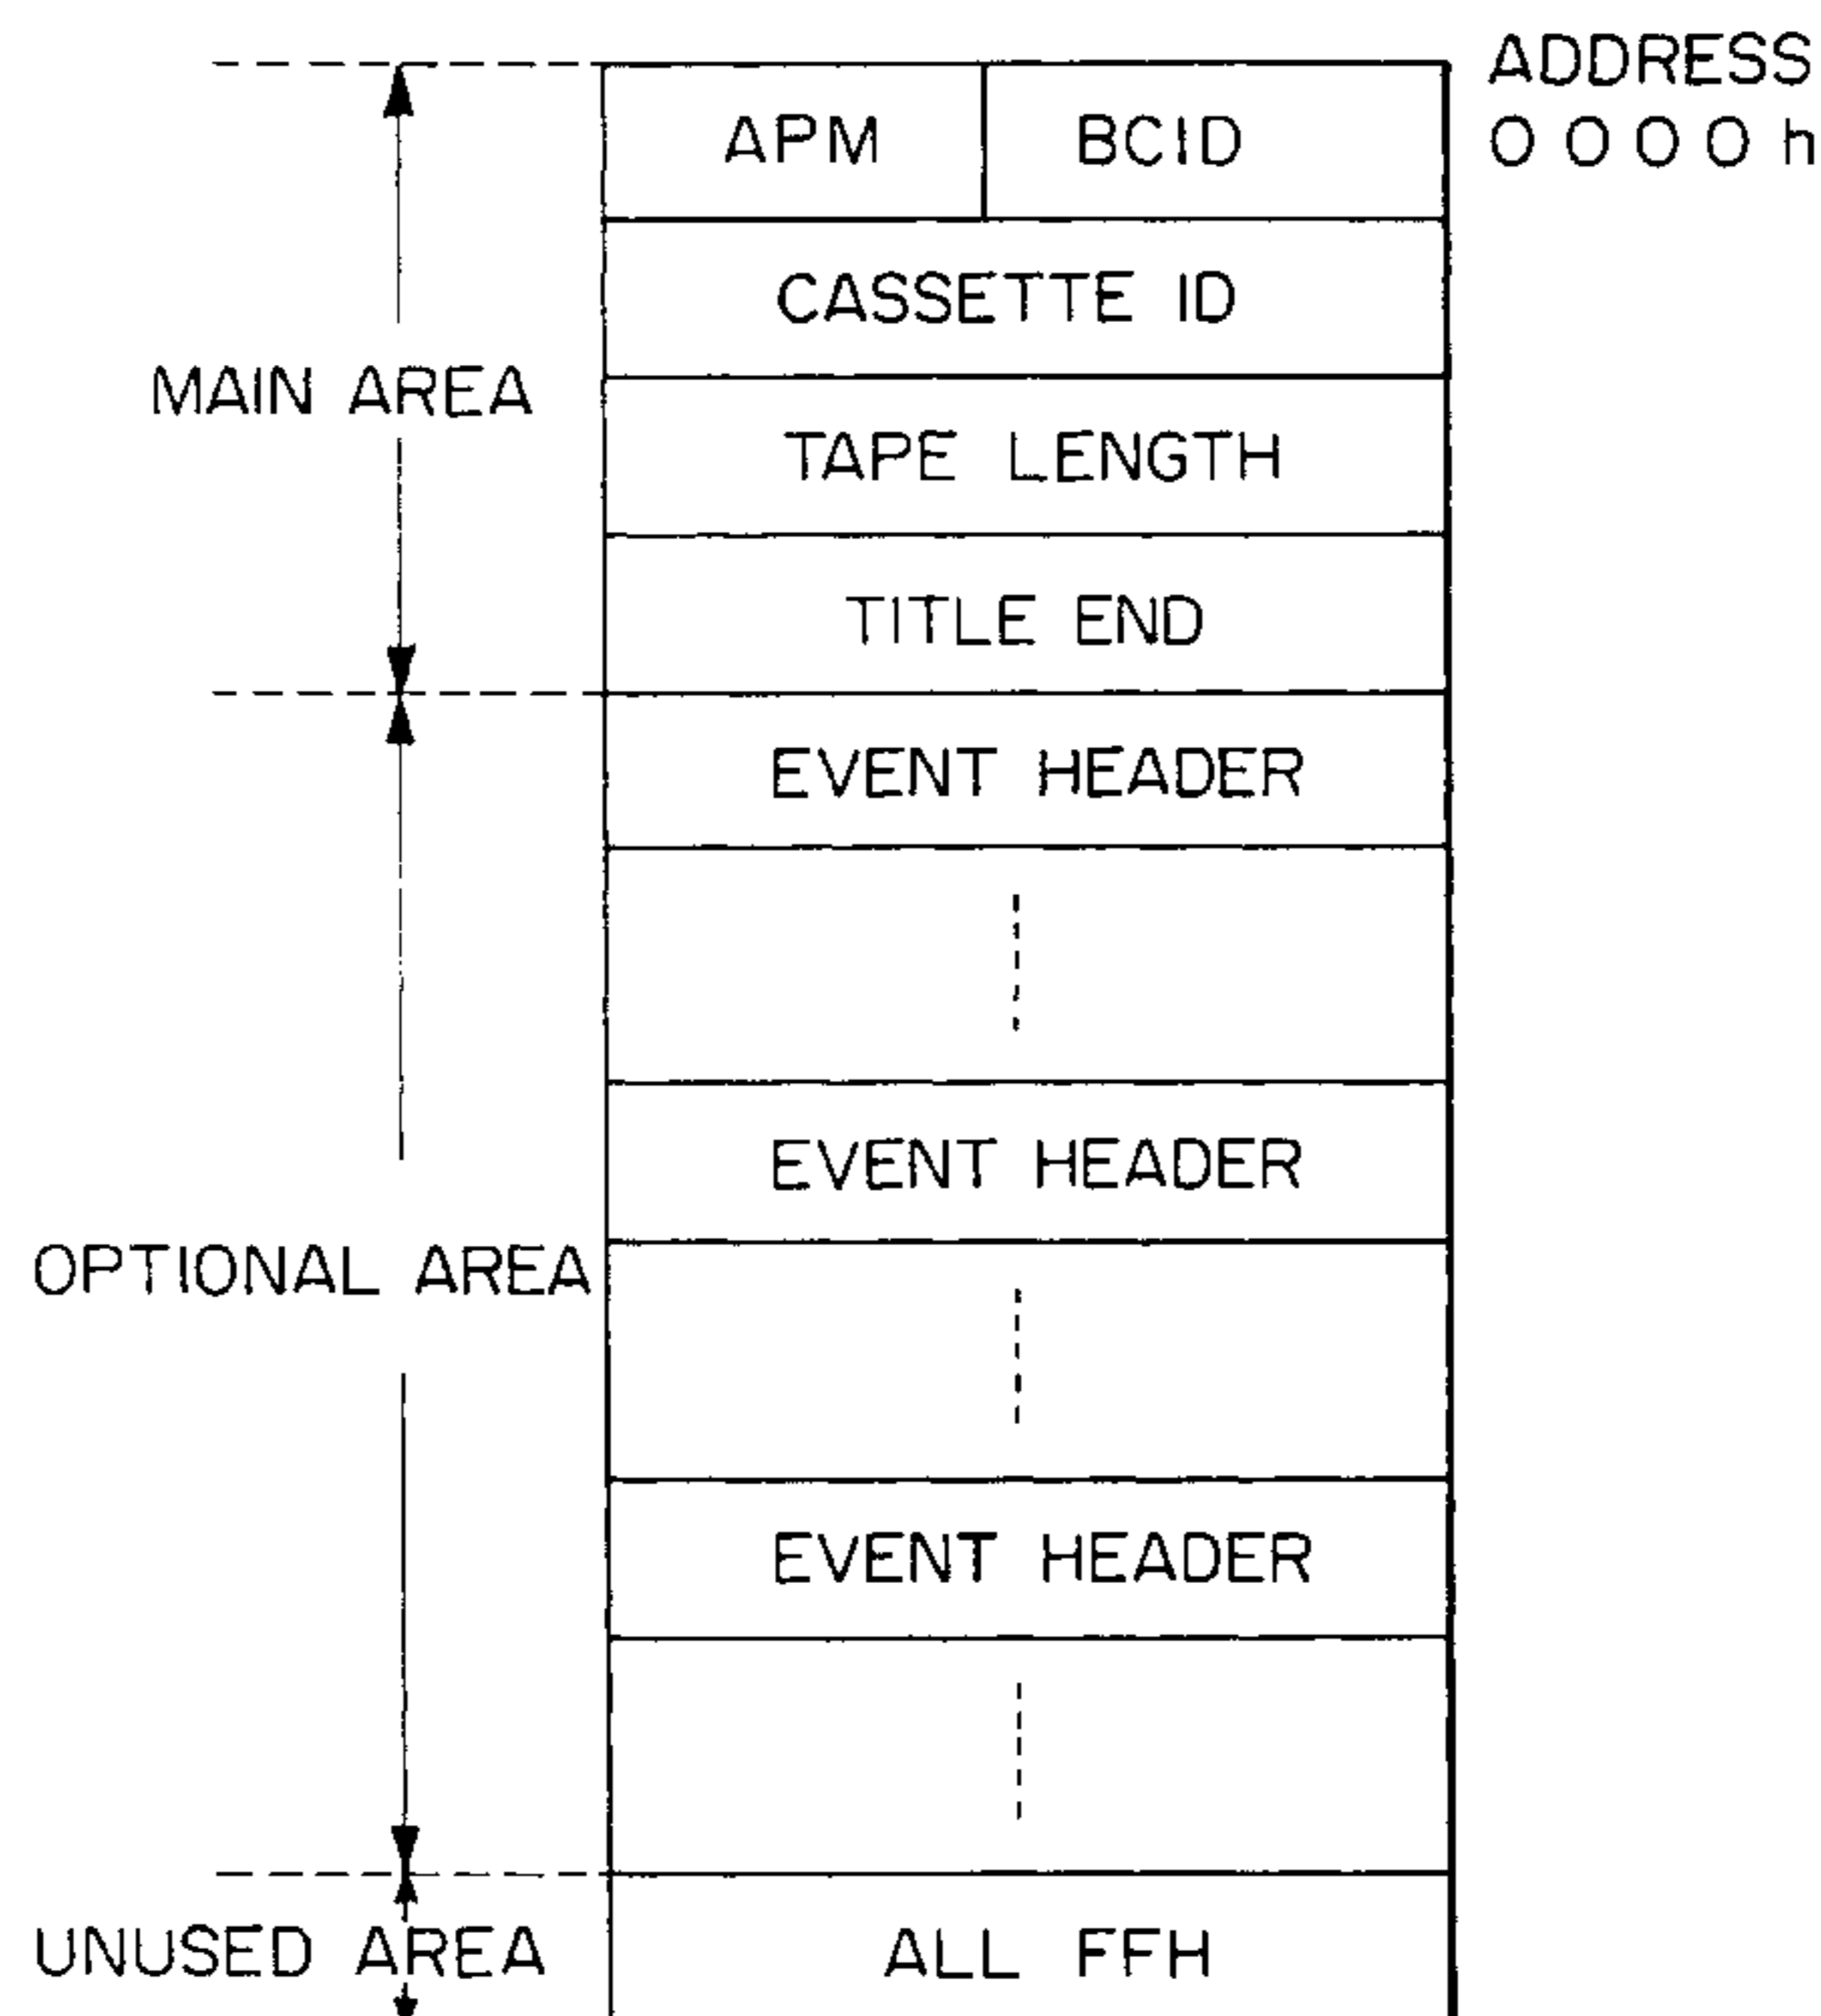 ADDRESS
APM BCID 0000h
CASSETTE ID
MAIN AREA
TAPE LENGTH
TITLE END
EVENT HEADER
EVENT HEADER
OPTIONAL AREA
EVENT HEADER
UNUSED AREA ALL FFH